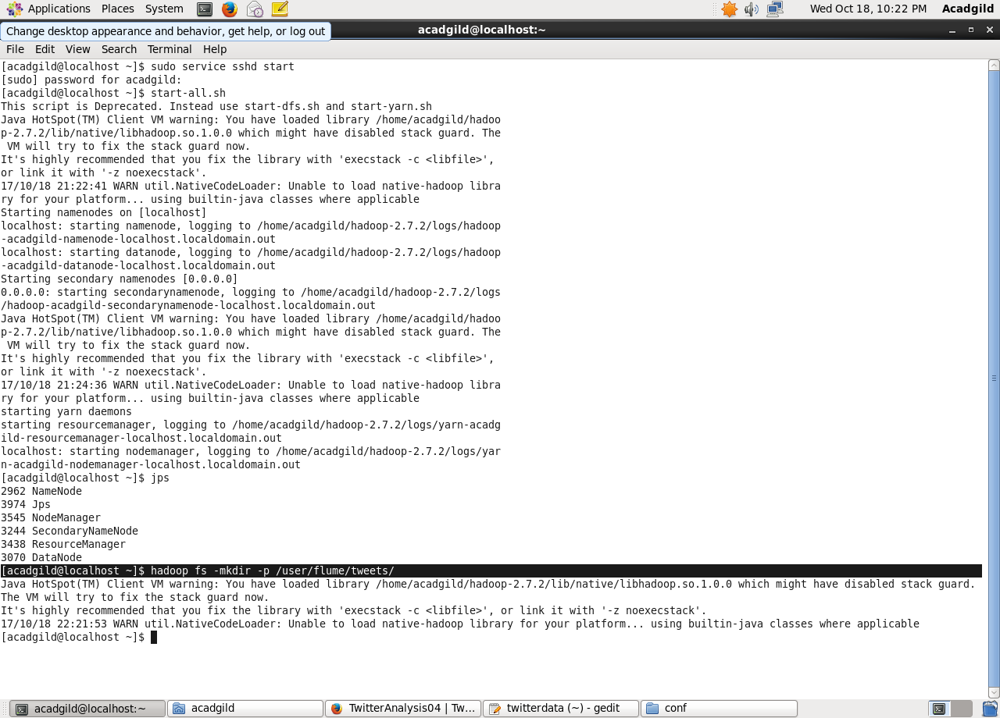 Applications Places System Wed Oct 18, 10:22 PM Acadgild
Change desktop appearance and behavior, get help, or log out
acadgild@localhost:~
File Edit View Search Terminal Help
[acadgild@localhost ~]$ sudo service sshd start
[sudo] password for acadgild:
[acadgild@localhost ~]$ start-all.sh
This script is Deprecated. Instead use start-dfs.sh and start-yarn.sh
Java HotSpot(TM) Client VM warning: You have loaded library /home/acadgild/hadoo
p-2.7.2/lib/native/libhadoop.so.1.0.0 which might have disabled stack guard. The
 VM will try to fix the stack guard now.
It's highly recommended that you fix the library with 'execstack -c <libfile>',
or link it with '-z noexecstack'.
17/10/18 21:22:41 WARN util.NativeCodeLoader: Unable to load native-hadoop libra
ry for your platform... using builtin-java classes where applicable
Starting namenodes on [localhost]
localhost: starting namenode, logging to /home/acadgild/hadoop-2.7.2/logs/hadoop
-acadgild-namenode-localhost.localdomain.out
localhost: starting datanode, logging to /home/acadgild/hadoop-2.7.2/logs/hadoop
-acadgild-datanode-localhost.localdomain.out
Starting secondary namenodes [0.0.0.0]
0.0.0.0: starting secondarynamenode, logging to /home/acadgild/hadoop-2.7.2/logs
/hadoop-acadgild-secondarynamenode-localhost.localdomain.out
Java HotSpot(TM) Client VM warning: You have loaded library /home/acadgild/hadoo
p-2.7.2/lib/native/libhadoop.so.1.0.0 which might have disabled stack guard. The
 VM will try to fix the stack guard now.
It's highly recommended that you fix the library with 'execstack -c <libfile>',
or link it with '-z noexecstack'.
17/10/18 21:24:36 WARN util.NativeCodeLoader: Unable to load native-hadoop libra
ry for your platform... using builtin-java classes where applicable
starting yarn daemons
starting resourcemanager, logging to /home/acadgild/hadoop-2.7.2/logs/yarn-acadg
ild-resourcemanager-localhost.localdomain.out
localhost: starting nodemanager, logging to /home/acadgild/hadoop-2.7.2/logs/yar
n-acadgild-nodemanager-localhost.localdomain.out
[acadgild@localhost ~]$ jps
2962 NameNode
3974 Jps
3545 NodeManager
3244 SecondaryNameNode
3438 ResourceManager
3070 DataNode
[acadgild@localhost ~]$ hadoop fs -mkdir -p /user/flume/tweets/
Java HotSpot(TM) Client VM warning: You have loaded library /home/acadgild/hadoop-2.7.2/lib/native/libhadoop.so.1.0.0 which might have disabled stack guard.
The VM will try to fix the stack guard now.
It's highly recommended that you fix the library with 'execstack -c <libfile>', or link it with '-z noexecstack'.
17/10/18 22:21:53 WARN util.NativeCodeLoader: Unable to load native-hadoop library for your platform... using builtin-java classes where applicable
[acadgild@localhost ~]$
acadgild@localhost:~ acadgild TwitterAnalysis04 | Tw... twitterdata (~) - gedit conf